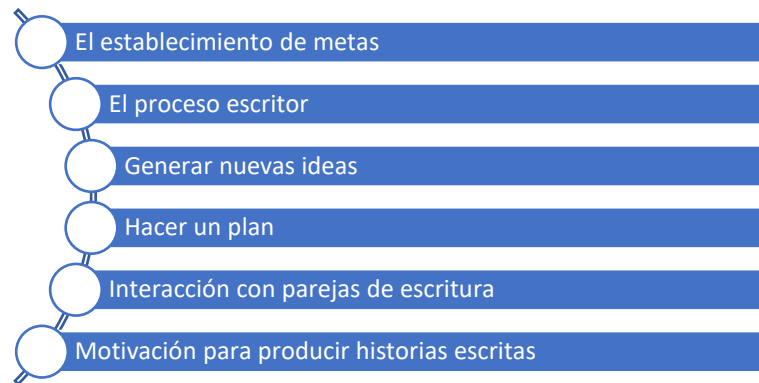 El establecimiento de metas
El proceso escritor
Generar nuevas ideas
Hacer un plan
Interacción con parejas de escritura
Motivación para producir historias escritas